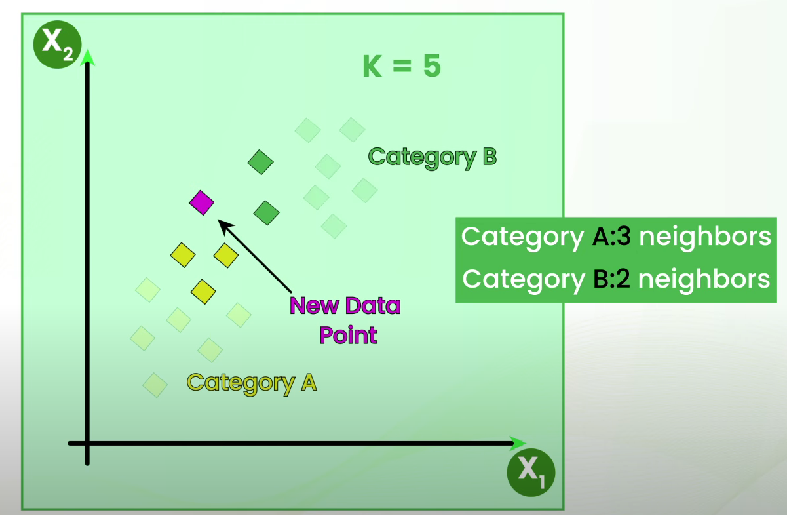 X2
K = 5
Category B
Category A:3 neighbors
Category B:2 neighbors
New Data
Point
Category A
X1